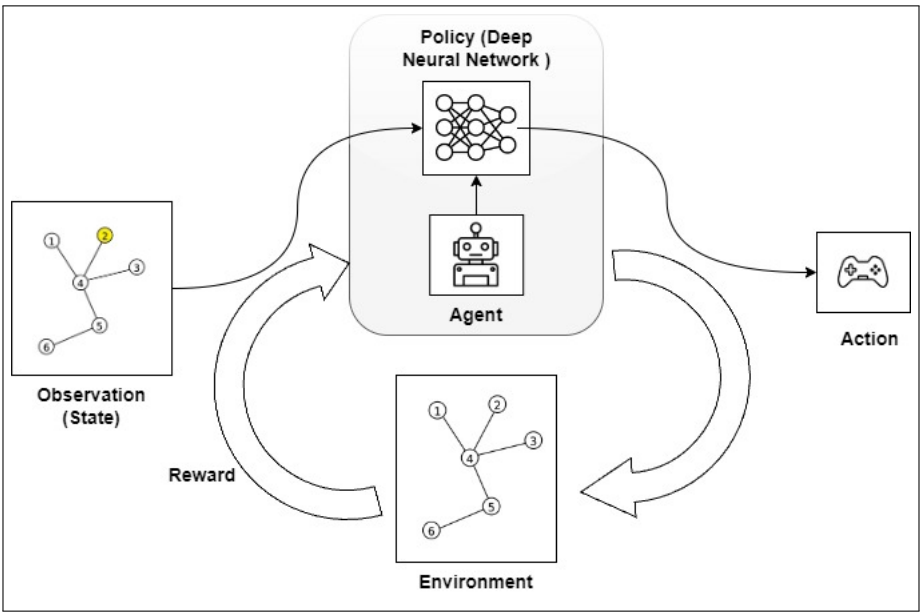 Policy (Deep
Neural Network )
1
2
3
4
5
6
Observation
(State)
Agent
Action
Reward
1
2
3
4
5
6
Environment